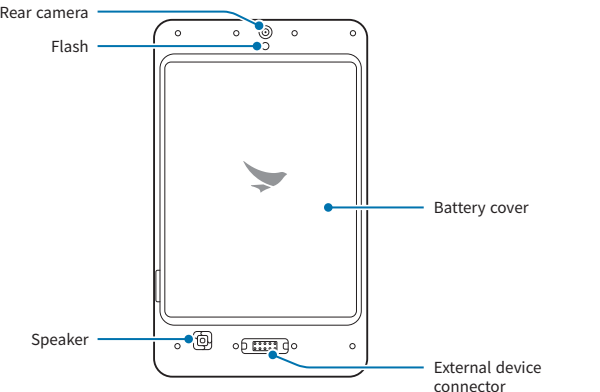 Rear camera
Flash
Battery cover
Speaker
External device
connector